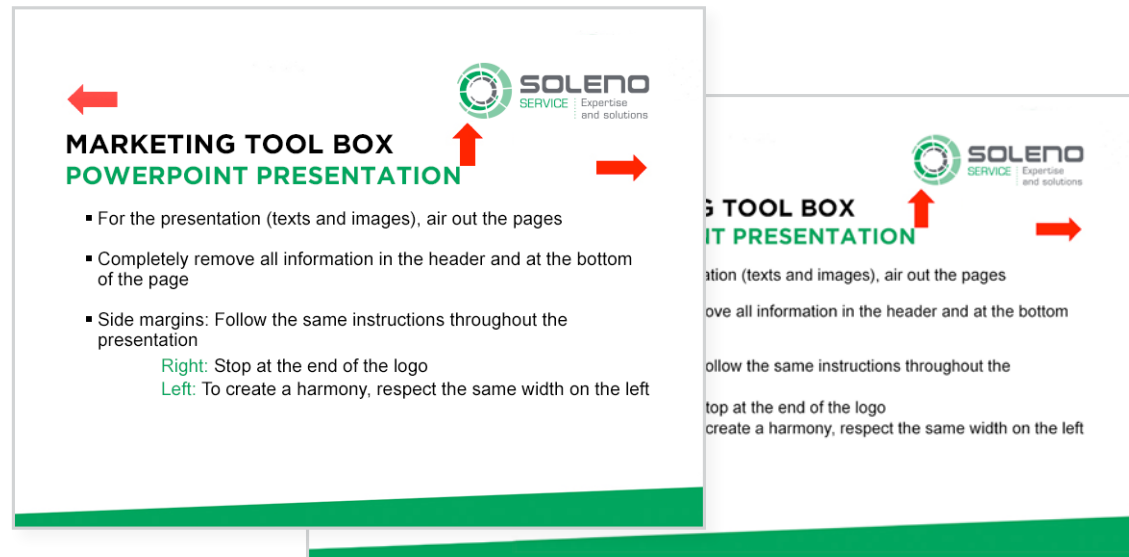 SOLENO
SERVICE Expertise
and solutions
MARKETING TOOL BOX
POWERPOINT PRESENTATION
▪ For the presentation (texts and images), air out the pages
▪ Completely remove all information in the header and at the bottom
of the page
▪ Side margins: Follow the same instructions throughout the
presentation
Right: Stop at the end of the logo
Left: To create a harmony, respect the same width on the left
SOLENO
SERVICE Expertise
and solutions
G TOOL BOX
NT PRESENTATION
ation (texts and images), air out the pages
ove all information in the header and at the bottom
ollow the same instructions throughout the
top at the end of the logo
create a harmony, respect the same width on the left